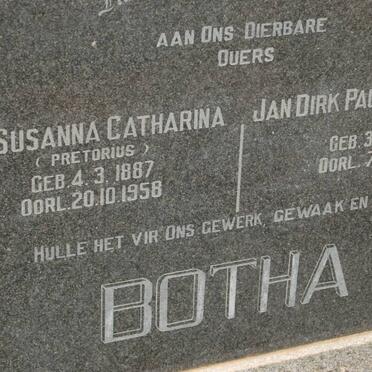 AAN ONS DIERBARE
OUERS
SUSANNA CATHARINA
( PRETORIUS )
GEB. 4. 3. 1887
OORL. 20.10.1958
JAN DIRK
GEB. 3
OORL.
HULLE HET VIR ONS GEWERK, GEWAAK EN
BOTHA